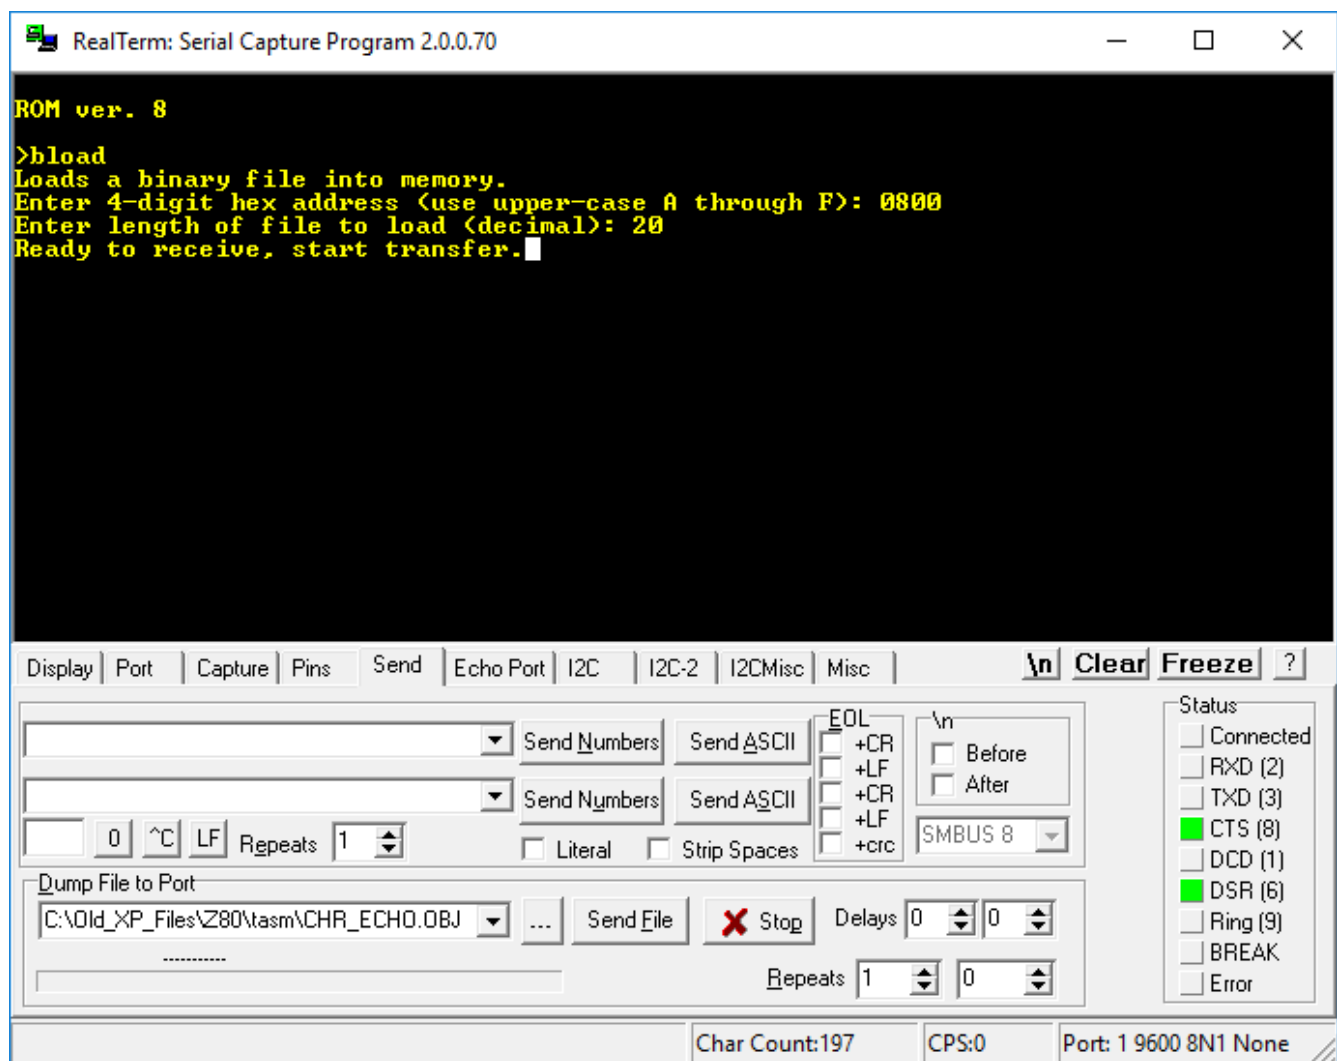 RealTerm: Serial Capture Program 2.0.0.70
ROM ver. 8
>bload
Loads a binary file into memory.
Enter 4-digit hex address (use upper-case A through F): 0800
Enter length of file to load (decimal): 20
Ready to receive, start transfer.
Display Port Capture Pins Send Echo Port I2C I2C-2 I2CMisc Misc \n Clear Freeze ?
Send Numbers Send ASCII
Send Numbers Send ASCII
0 ^C LF Repeats 1
Literal Strip Spaces
EOL
+CR
+LF
+CR
+LF
+crc
\n
Before
After
SMBUS 8
Status
Connected
RXD (2)
TXD (3)
CTS (8)
DCD (1)
DSR (6)
Ring (9)
BREAK
Error
Dump File to Port
C:\Old_XP_Files\Z80\tasm\CHR_ECHO.OBJ ... Send File Stop Delays 0 0
-----------
Repeats 1 0
Char Count:197 CPS:0 Port: 1 9600 8N1 None